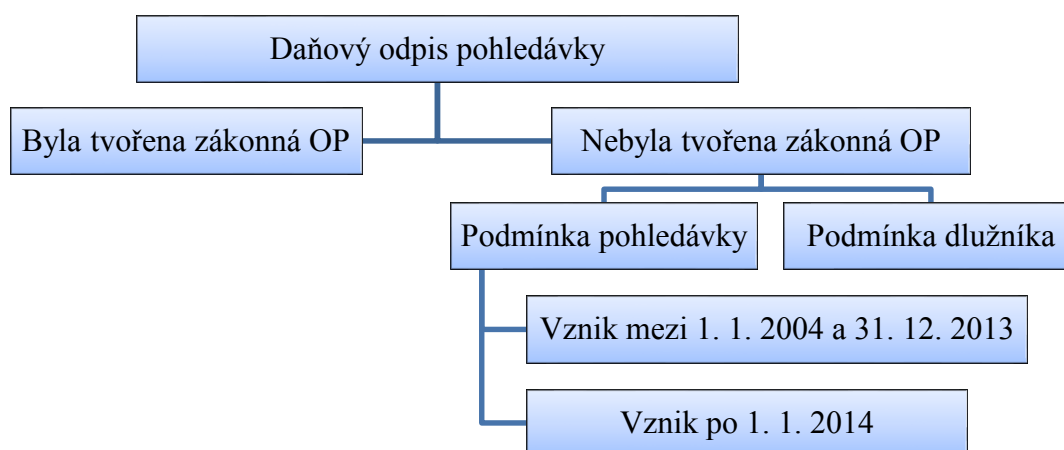 Daňový odpis pohledávky
Byla tvořena zákonná OP
Nebyla tvořena zákonná OP
Podmínka pohledávky
Podmínka dlužníka
Vznik mezi 1. 1. 2004 a 31. 12. 2013
Vznik po 1. 1. 2014